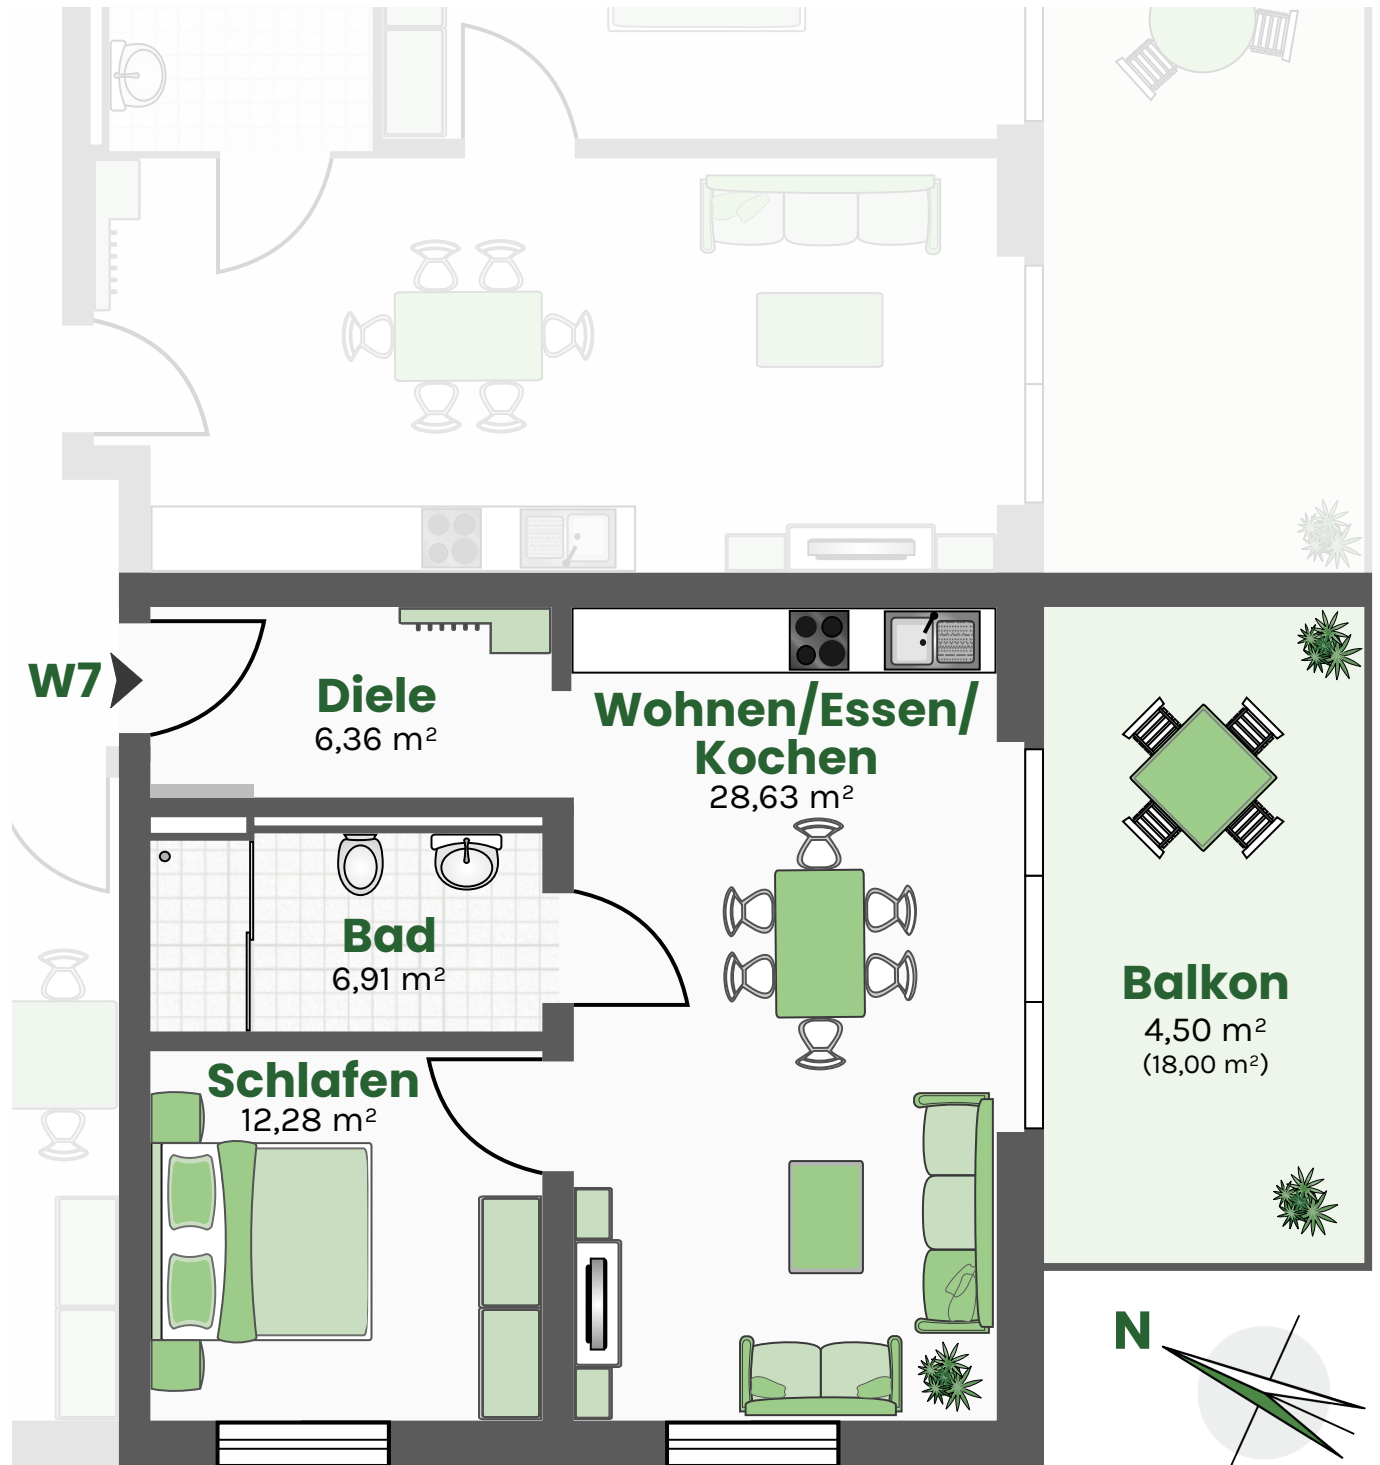 W7
Diele
6,36 m²
Wohnen/Essen/
Kochen
28,63 m²
Bad
6,91 m²
Balkon
4,50 m²
(18,00 m²)
Schlafen
12,28 m²
N